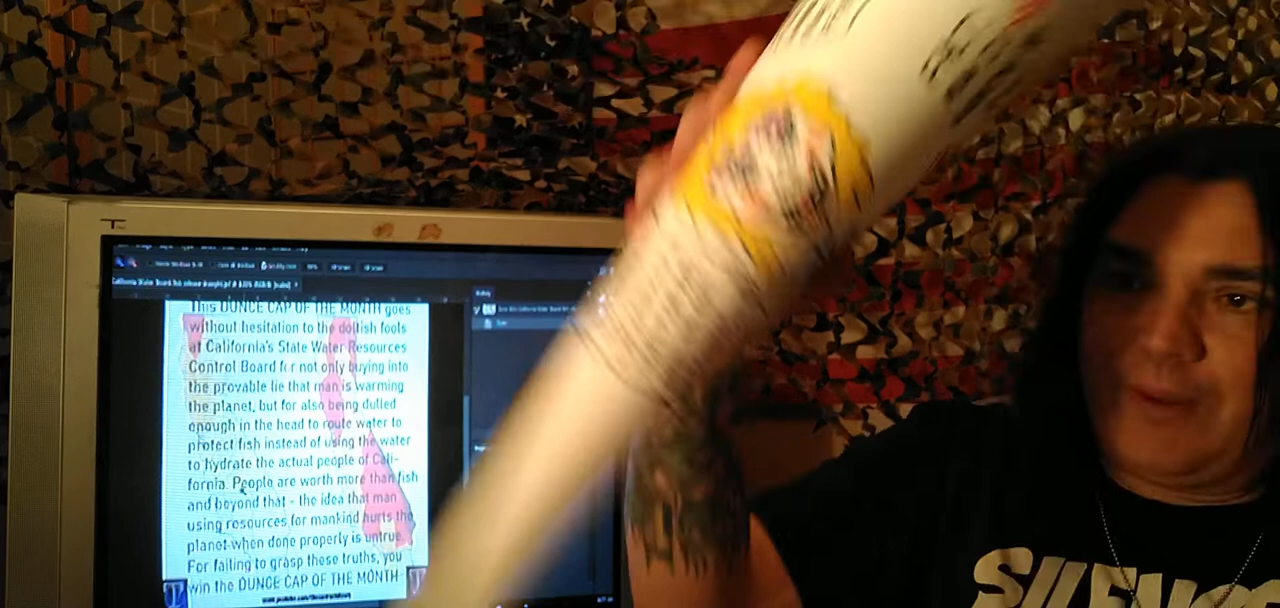 This DUNCE CAP OF THE MONTH goes
without hesitation to the doltish fools
at California's State Water Resources
Control Board for not only buying into
the provable lie that man is warming
the planet, but for also being dulled
enough in the head to route water to
protect fish instead of using the water
to hydrate the actual people of Cali-
fornia. People are worth more than fish
and beyond that - the idea that man
using resources for mankind hurts the
planet when done properly is untrue.
For failing to grasp these truths, you
win the DUNCE CAP OF THE MONTH